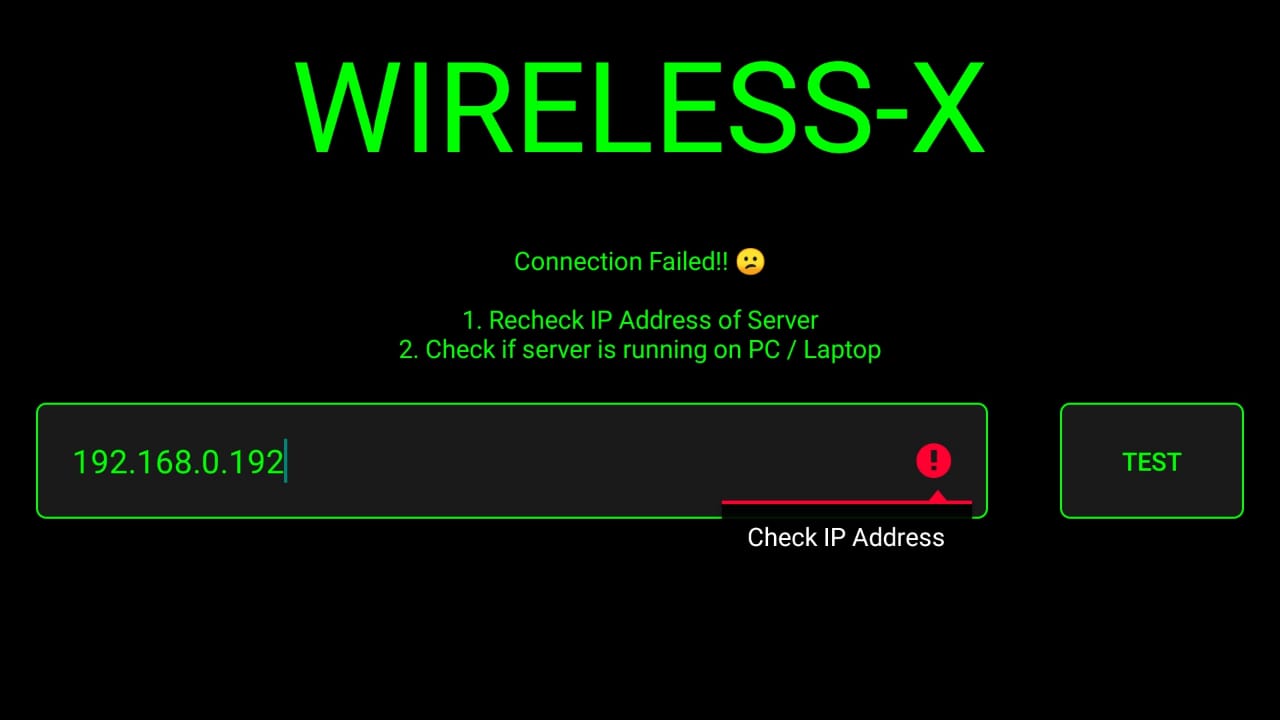 WIRELESS-X
Connection Failed!! 😕
1. Recheck IP Address of Server
2. Check if server is running on PC / Laptop
192.168.0.192
TEST
Check IP Address